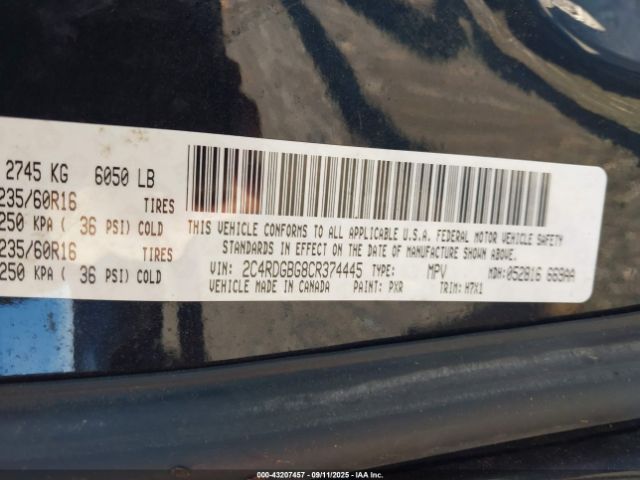 2745 KG 6050 LB
235/60R16 TIRES
250 KPA ( 36 PSI) COLD
235/60R16 TIRES
250 KPA ( 36 PSI) COLD
THIS VEHICLE CONFORMS TO ALL APPLICABLE U.S.A. FEDERAL MOTOR VEHICLE SAFETY
STANDARDS IN EFFECT ON THE DATE OF MANUFACTURE SHOWN ABOVE.
VIN: 2C4RDGBG8CR374445 TYPE: MPV MDH:052816 669AA
VEHICLE MADE IN CANADA PAINT: PXR TRIM: H7X1
© IAA - 43207457 - 09/11/2025 - IAAI.COM